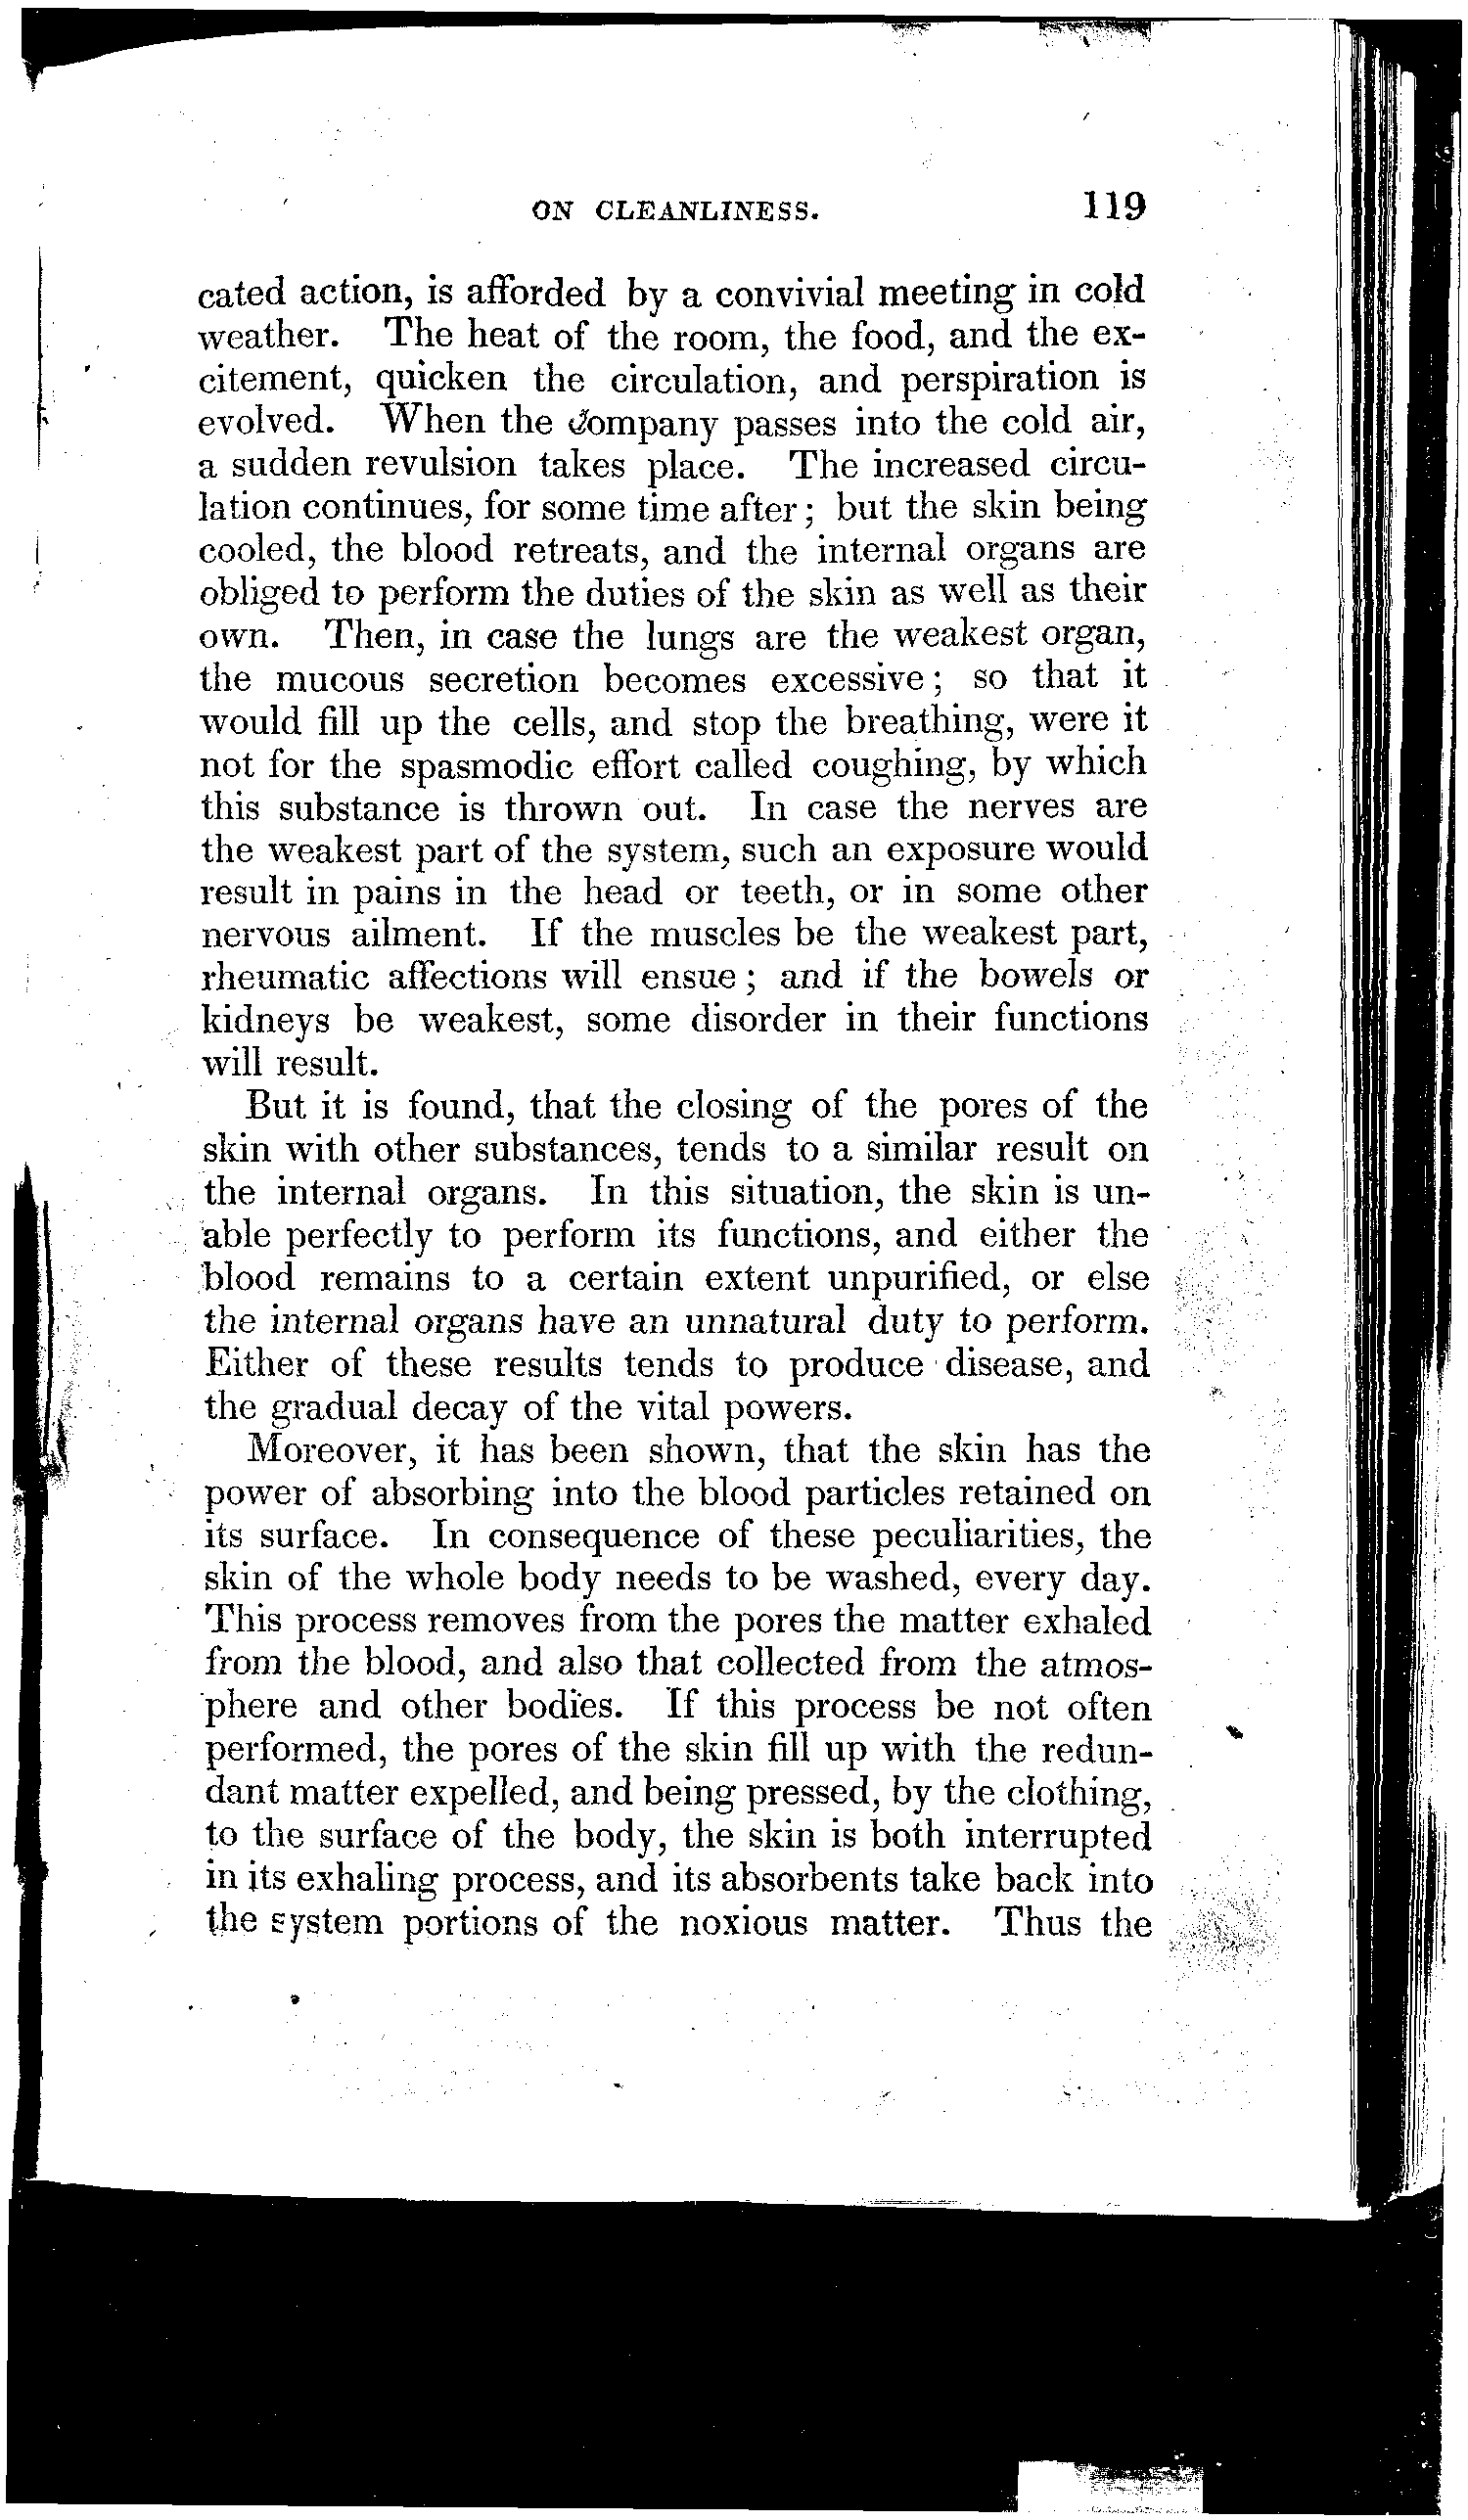 ON CLEANLINESS. 119
cated action, is afforded by a convivial meeting in cold
weather. The heat of the room, the food, and the ex-
citement, quicken the circulation, and perspiration is
evolved. When the company passes into the cold air,
a sudden revulsion takes place. The increased circu-
lation continues, for some time after; but the skin being
cooled, the blood retreats, and the internal organs are
obliged to perform the duties of the skin as well as their
own. Then, in case the lungs are the weakest organ,
the mucous secretion becomes excessive; so that it
would fill up the cells, and stop the breathing, were it
not for the spasmodic effort called coughing, by which
this substance is thrown out. In case the nerves are
the weakest part of the system, such an exposure would
result in pains in the head or teeth, or in some other
nervous ailment. If the muscles be the weakest part,
rheumatic affections will ensue; and if the bowels or
kidneys be weakest, some disorder in their functions
will result.
But it is found, that the closing of the pores of the
skin with other substances, tends to a similar result on
the internal organs. In this situation, the skin is un-
able perfectly to perform its functions, and either the
blood remains to a certain extent unpurified, or else
the internal organs have an unnatural duty to perform.
Either of these results tends to produce disease, and
the gradual decay of the vital powers.
Moreover, it has been shown, that the skin has the
power of absorbing into the blood particles retained on
its surface. In consequence of these peculiarities, the
skin of the whole body needs to be washed, every day.
This process removes from the pores the matter exhaled
from the blood, and also that collected from the atmos-
phere and other bodies. If this process be not often
performed, the pores of the skin fill up with the redun-
dant matter expelled, and being pressed, by the clothing,
to the surface of the body, the skin is both interrupted
in its exhaling process, and its absorbents take back into
the system portions of the noxious matter. Thus the